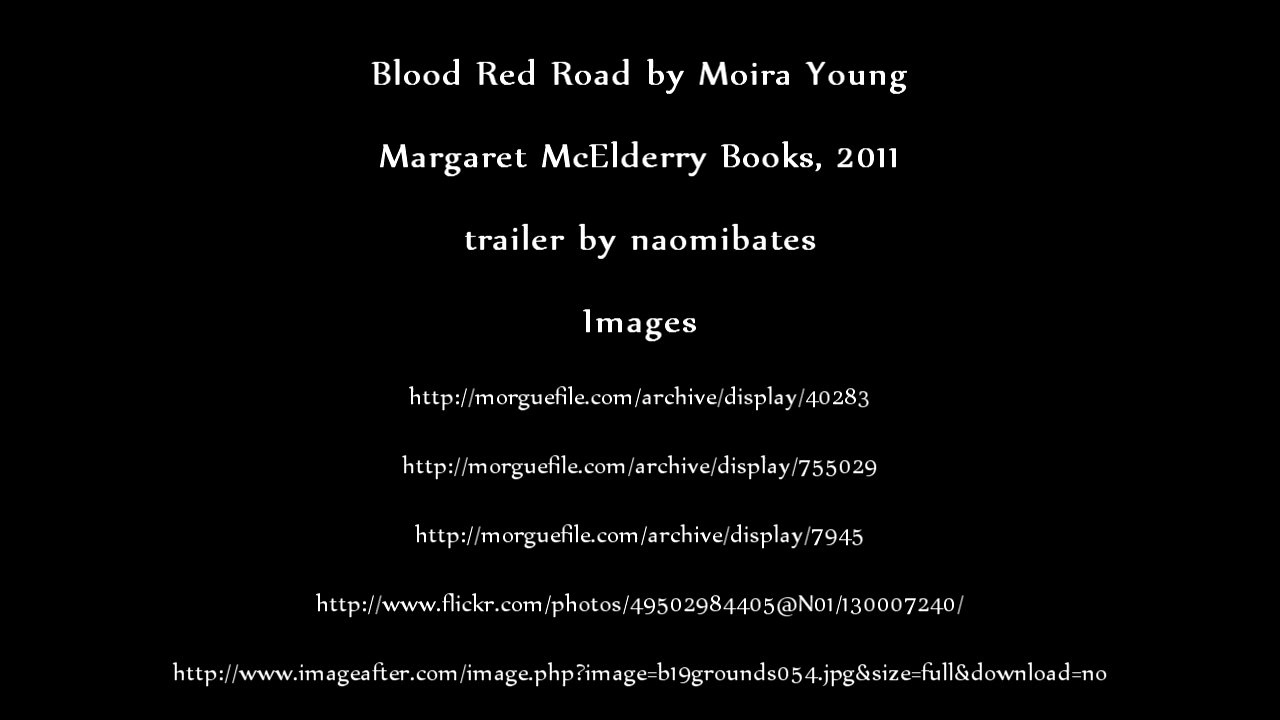 Blood Red Road by Moira Young
Margaret McElderry Books, 2011
trailer by naomibates
Images
http://morguefile.com/archive/display/40283
http://morguefile.com/archive/display/755029
http://morguefile.com/archive/display/7945
http://www.flickr.com/photos/49502984405@N01/130007240/
http://www.imageafter.com/image.php?image=b19grounds054.jpg&size=full&download=no